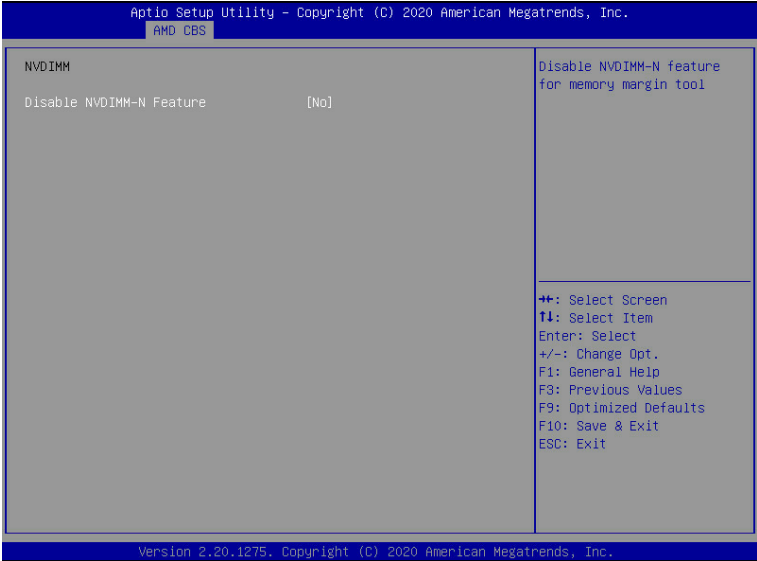 Aptio Setup Utility – Copyright (C) 2020 American Megatrends, Inc.
AMD CBS
NVDIMM
Disable NVDIMM-N Feature [No]
Disable NVDIMM-N feature
for memory margin tool
→←: Select Screen
↑↓: Select Item
Enter: Select
+/-: Change Opt.
F1: General Help
F3: Previous Values
F9: Optimized Defaults
F10: Save & Exit
ESC: Exit
Version 2.20.1275. Copyright (C) 2020 American Megatrends, Inc.